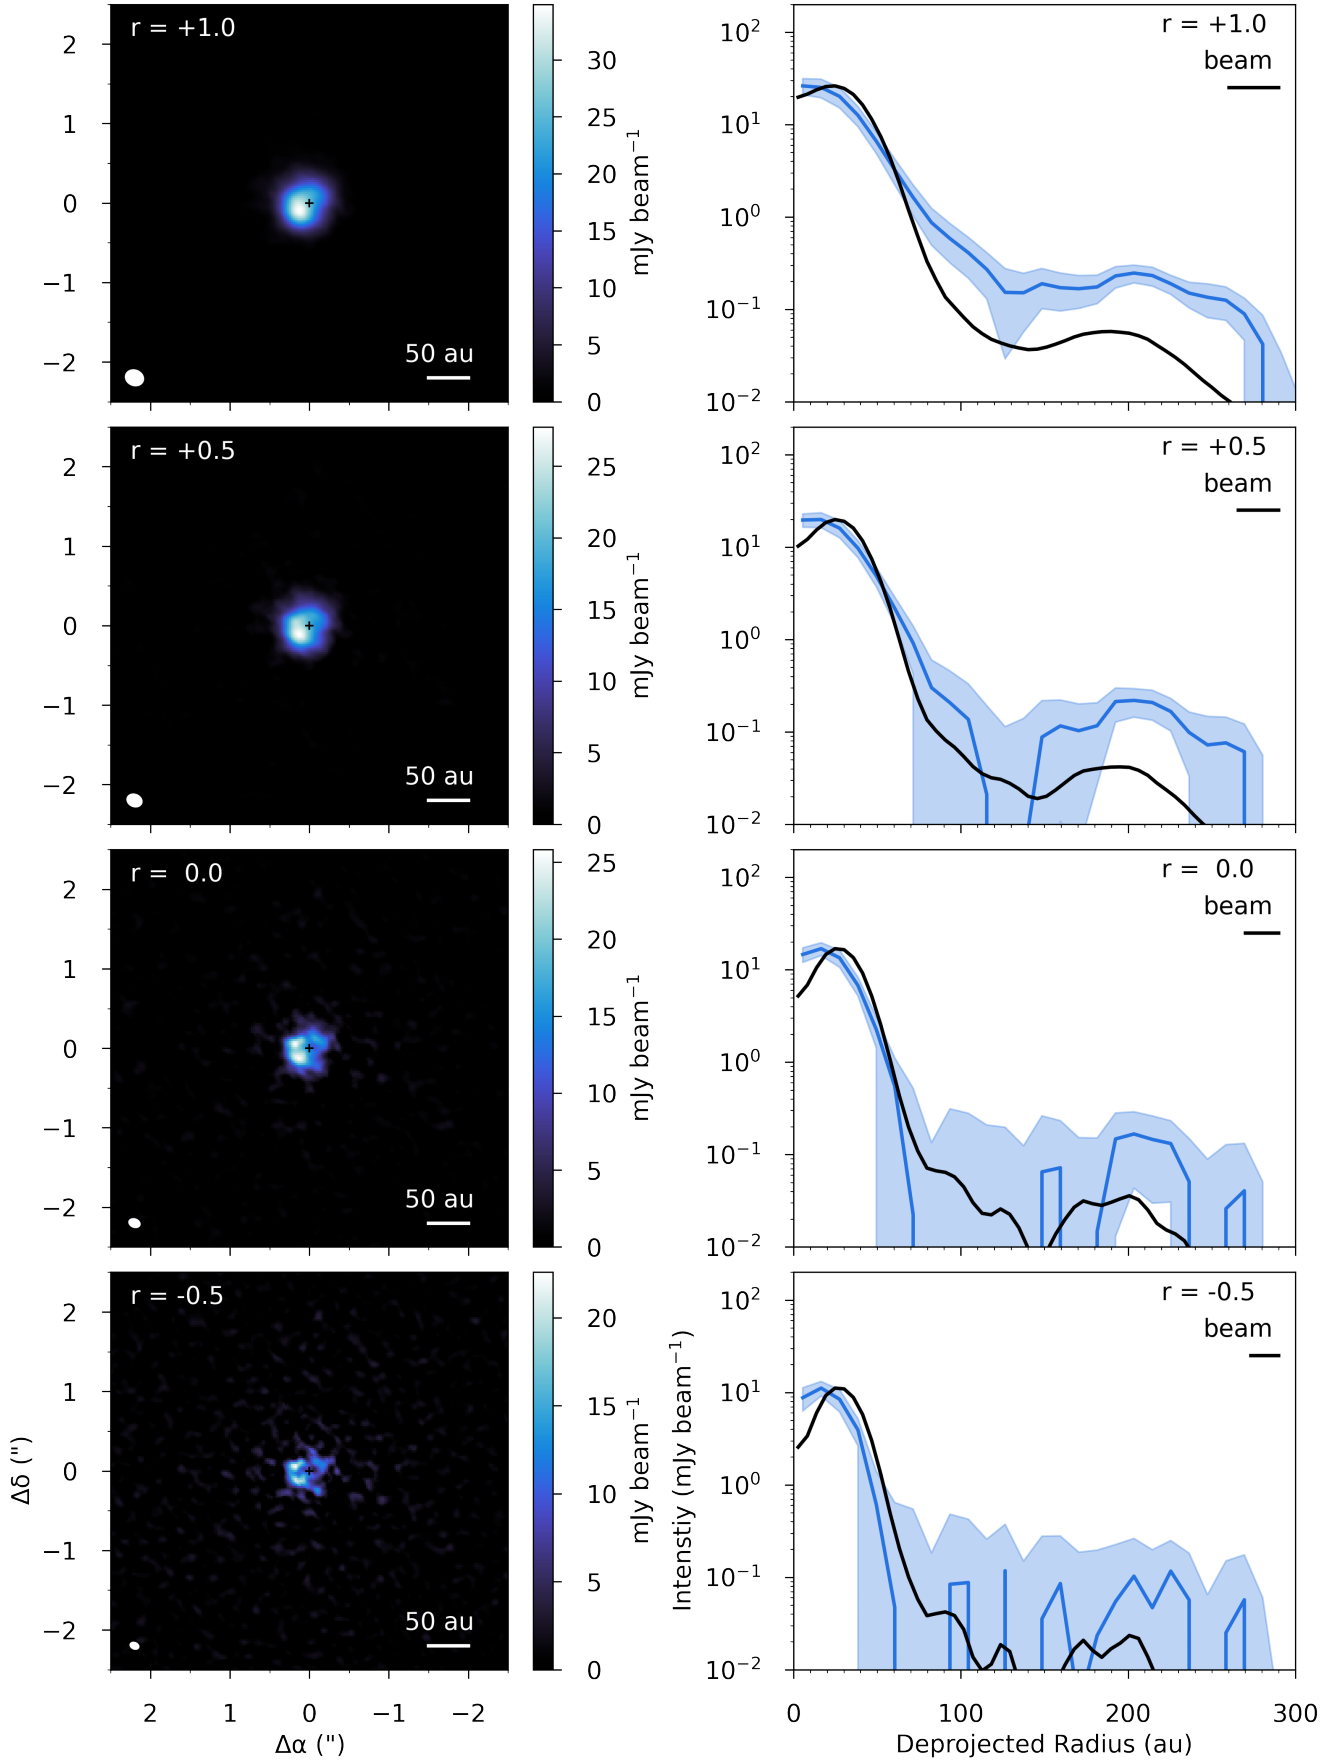 r = +1.0
50 au
2
1
0
−1
−2
30
25
20
15
10
5
0
mJy beam⁻¹
r = +1.0
beam
10²
10¹
10⁰
10⁻¹
10⁻²
r = +0.5
50 au
2
1
0
−1
−2
25
20
15
10
5
0
mJy beam⁻¹
r = +0.5
beam
10²
10¹
10⁰
10⁻¹
10⁻²
r = 0.0
50 au
2
1
0
−1
−2
25
20
15
10
5
0
mJy beam⁻¹
r = 0.0
beam
10²
10¹
10⁰
10⁻¹
10⁻²
r = -0.5
50 au
2
1
0
−1
−2
Δδ (")
2 1 0 −1 −2
Δα (")
20
15
10
5
0
mJy beam⁻¹
r = -0.5
beam
10²
10¹
10⁰
10⁻¹
10⁻²
Intenstiy (mJy beam⁻¹)
0 100 200 300
Deprojected Radius (au)